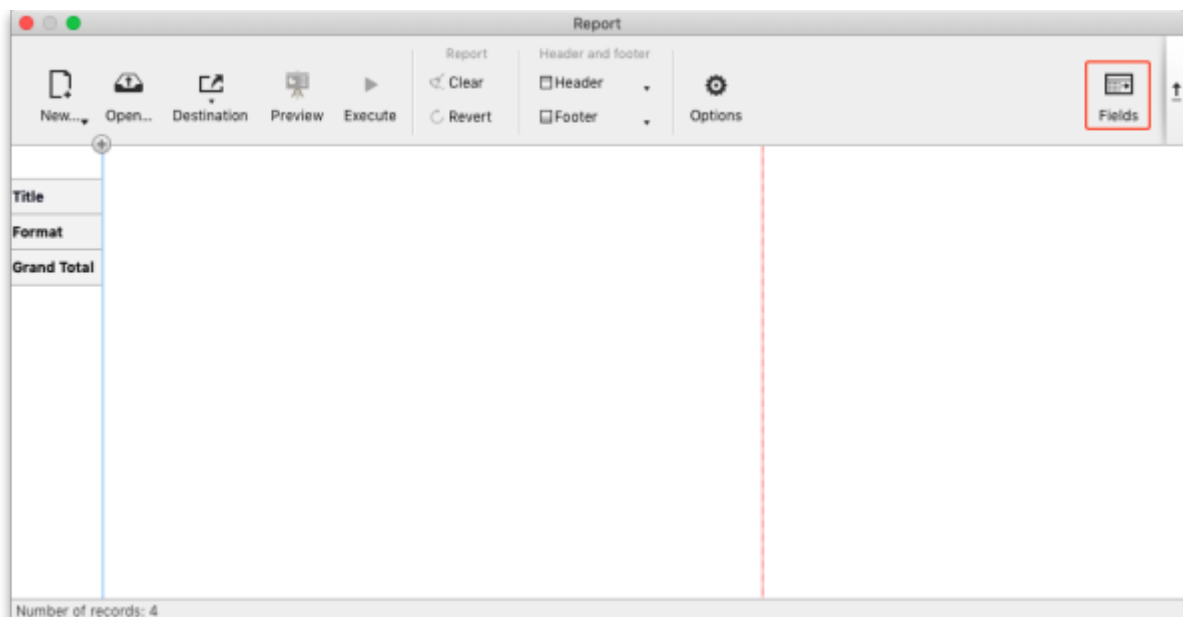 Report
Report
Header and footer
Clear
Header
New...
Open...
Destination
Preview
Execute
Revert
Footer
Options
Fields
Title
Format
Grand Total
Number of records: 4